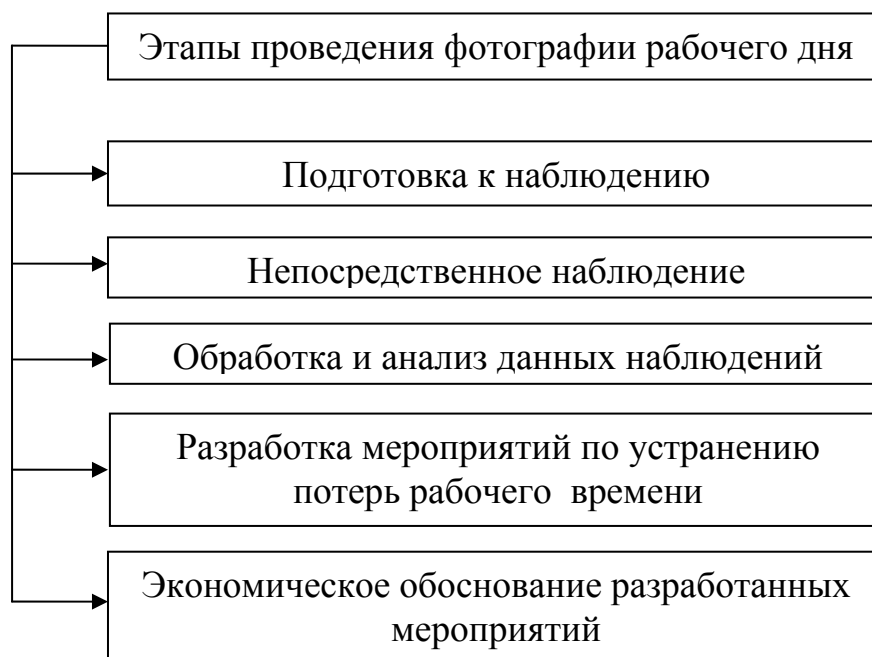 Этапы проведения фотографии рабочего дня
Подготовка к наблюдению
Непосредственное наблюдение
Обработка и анализ данных наблюдений
Разработка мероприятий по устранению
потерь рабочего времени
Экономическое обоснование разработанных
мероприятий